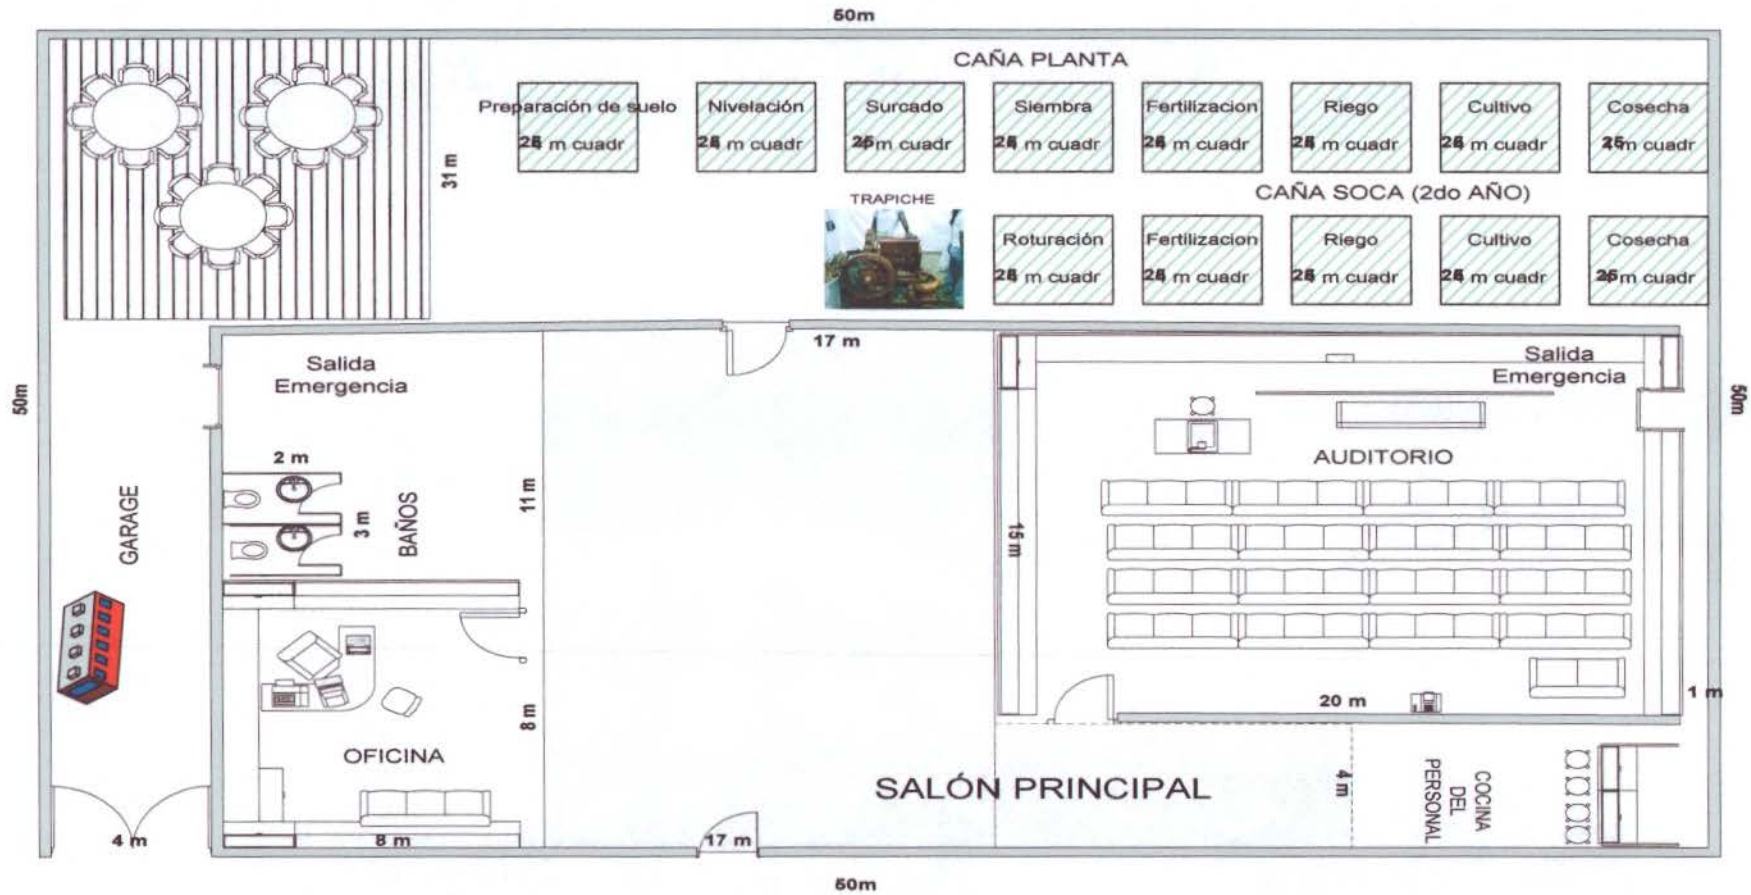 50m
CAÑA PLANTA
Preparación de suelo
m cuadr
Nivelación
m cuadr
Surcado
25 m cuadr
Siembra
m cuadr
Fertilizacion
m cuadr
Riego
m cuadr
Cultivo
m cuadr
Cosecha
25 m cuadr
31 m
CAÑA SOCA (2do AÑO)
TRAPICHE
Roturación
m cuadr
Fertilizacion
m cuadr
Riego
m cuadr
Cultivo
m cuadr
Cosecha
25 m cuadr
50m
Salida
Emergencia
17 m
Salida
Emergencia
50m
2 m
3 m
BAÑOS
11 m
GARAGE
AUDITORIO
15 m
20 m
1 m
8 m
OFICINA
SALÓN PRINCIPAL
4 m
COCINA
DEL
PERSONAL
4 m
8 m
17 m
50m